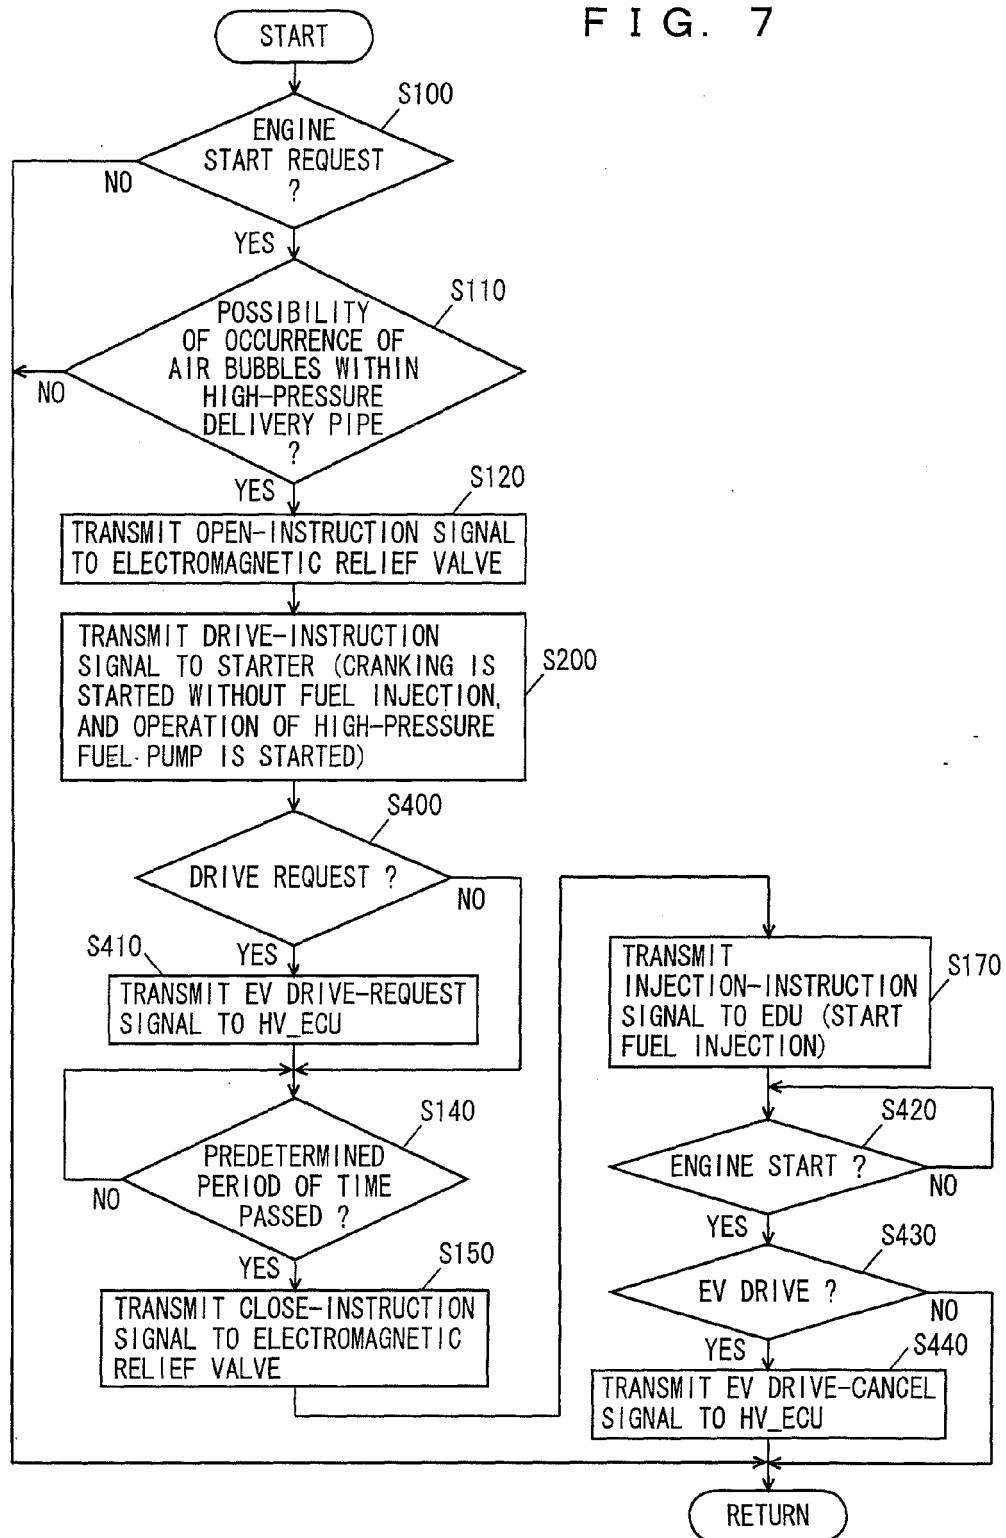 FIG. 7
START
S100
ENGINE
START REQUEST
?
NO
YES
S110
POSSIBILITY
OF OCCURRENCE OF
AIR BUBBLES WITHIN
HIGH-PRESSURE
DELIVERY PIPE
?
NO
YES
S120
TRANSMIT OPEN-INSTRUCTION SIGNAL
TO ELECTROMAGNETIC RELIEF VALVE
TRANSMIT DRIVE-INSTRUCTION
SIGNAL TO STARTER (CRANKING IS
STARTED WITHOUT FUEL INJECTION,
AND OPERATION OF HIGH-PRESSURE
FUEL PUMP IS STARTED)
S200
S400
DRIVE REQUEST ?
NO
YES
S410
TRANSMIT EV DRIVE-REQUEST
SIGNAL TO HV_ECU
S140
PREDETERMINED
PERIOD OF TIME
PASSED ?
NO
YES
S150
TRANSMIT CLOSE-INSTRUCTION
SIGNAL TO ELECTROMAGNETIC
RELIEF VALVE
TRANSMIT
INJECTION-INSTRUCTION
SIGNAL TO EDU (START
FUEL INJECTION)
S170
S420
ENGINE START ?
NO
YES
S430
EV DRIVE ?
NO
YES
S440
TRANSMIT EV DRIVE-CANCEL
SIGNAL TO HV_ECU
RETURN